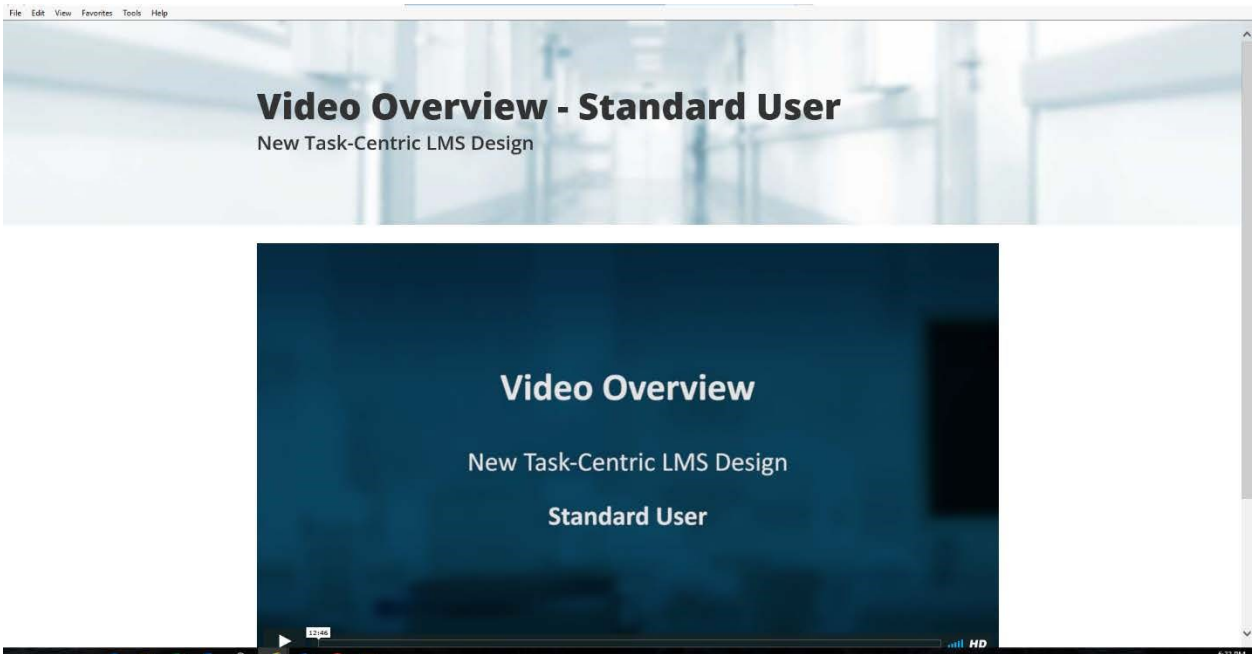 File Edit View Favorites Tools Help
Video Overview - Standard User
New Task-Centric LMS Design
Video Overview
New Task-Centric LMS Design
Standard User
12:46
HD